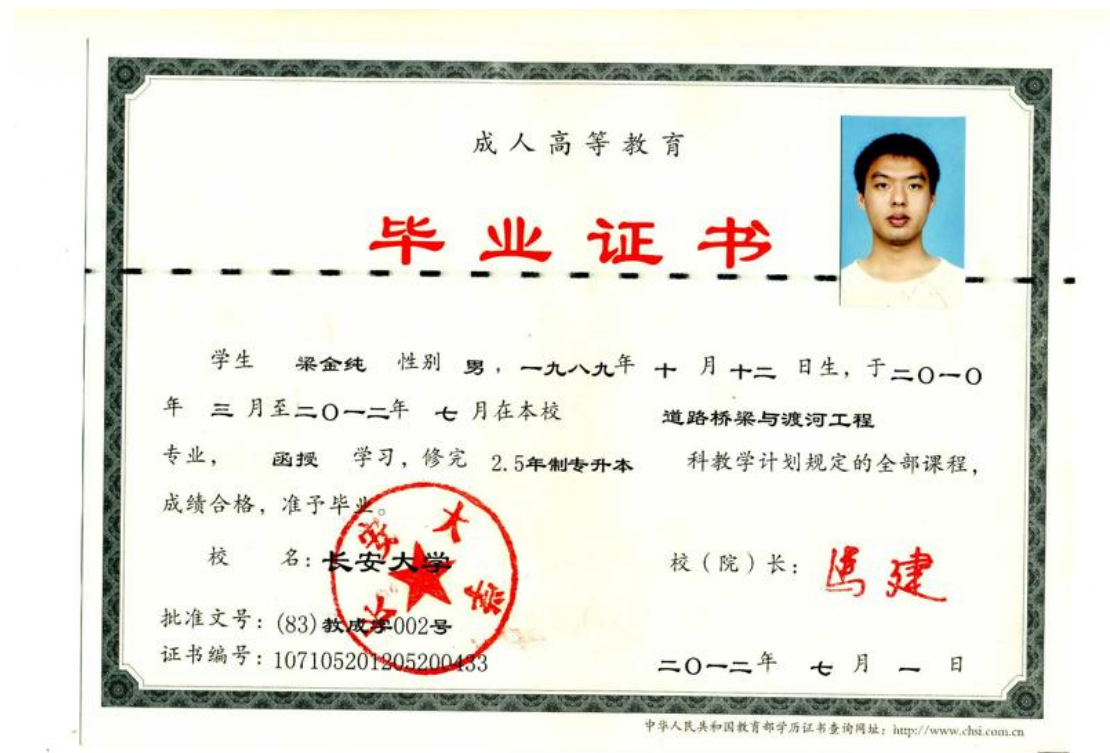 成人高等教育
毕业证书
学生 梁金纯 性别 男，一九八九年 十 月 十二 日生，于二〇一〇
年 三 月至二〇一二年 七 月在本校 道路桥梁与渡河工程
专业， 函授 学习，修完 2.5年制专升本 科教学计划规定的全部课程，
成绩合格，准予毕业。
校 名：长安大学 校（院）长：马建
长安大学
批准文号：(83)教成字002号
证书编号：107105201205200433
二〇一二年 七 月 一 日
中华人民共和国教育部学历证书查询网址：http://www.chsi.com.cn